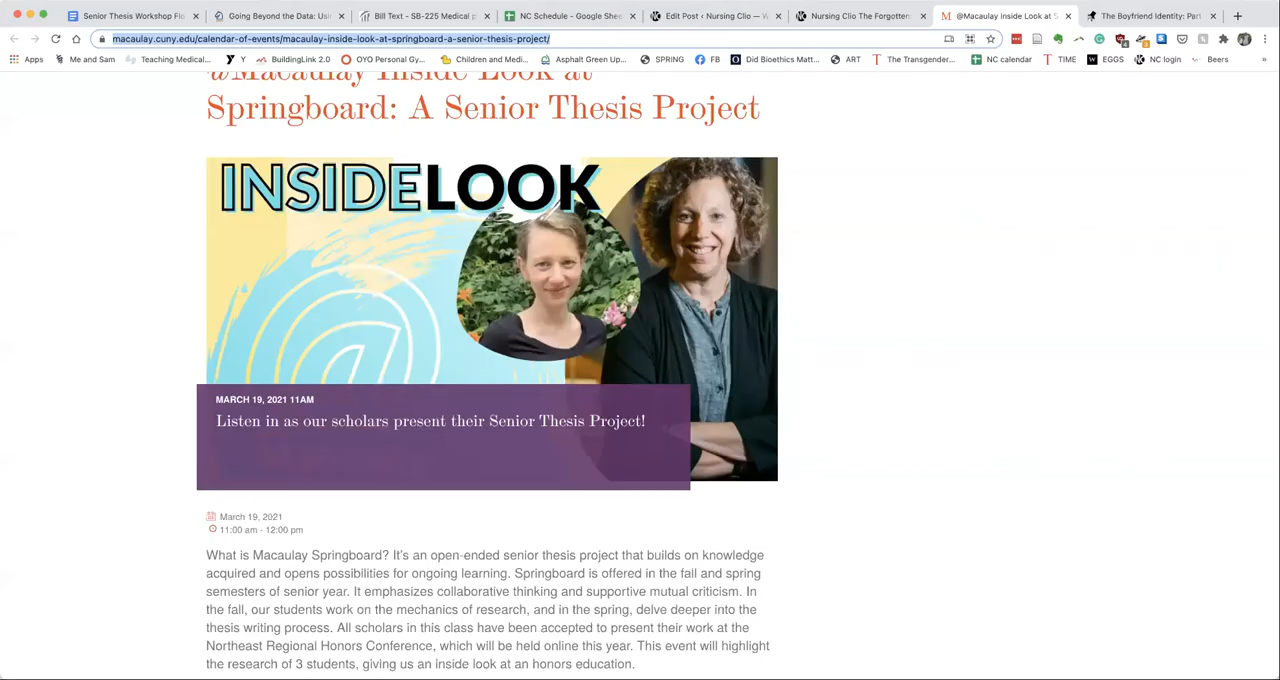 Senior Thesis Workshop Flo
Going Beyond the Data: Usi
Bill Text - SB-225 Medical p
NC Schedule - Google Shee
Edit Post ‹ Nursing Clio — W
Nursing Clio The Forgotten
@Macaulay Inside Look at S
The Boyfriend Identity: Part
macaulay.cuny.edu/calendar-of-events/macaulay-inside-look-at-springboard-a-senior-thesis-project/
Apps
Me and Sam
Teaching Medical...
Y
BuildingLink 2.0
OYO Personal Gy...
Children and Medi...
Asphalt Green Up...
SPRING
FB
Did Bioethics Matt...
ART
The Transgender...
NC calendar
TIME
EGGS
NC login
Beers
»
@Macaulay Inside Look at
Springboard: A Senior Thesis Project
INSIDELOOK
MARCH 19, 2021 11AM
Listen in as our scholars present their Senior Thesis Project!
March 19, 2021
11:00 am - 12:00 pm
What is Macaulay Springboard? It's an open-ended senior thesis project that builds on knowledge
acquired and opens possibilities for ongoing learning. Springboard is offered in the fall and spring
semesters of senior year. It emphasizes collaborative thinking and supportive mutual criticism. In
the fall, our students work on the mechanics of research, and in the spring, delve deeper into the
thesis writing process. All scholars in this class have been accepted to present their work at the
Northeast Regional Honors Conference, which will be held online this year. This event will highlight
the research of 3 students, giving us an inside look at an honors education.